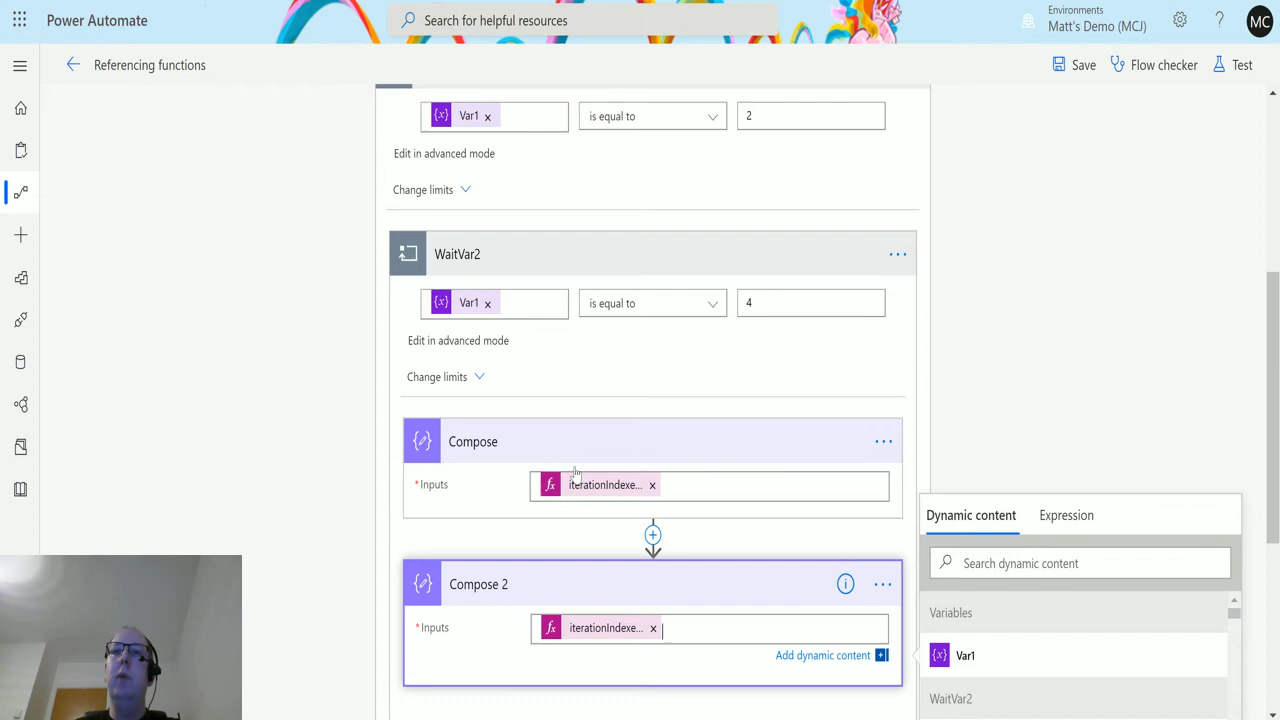 Power Automate
Search for helpful resources
Environments
Matt's Demo (MCJ)
MC
Referencing functions
Save
Flow checker
Test
Var1 x
is equal to
2
Edit in advanced mode
Change limits
WaitVar2
Var1 x
is equal to
4
Edit in advanced mode
Change limits
Compose
* Inputs
fx iterationIndexe... x
Compose 2
* Inputs
fx iterationIndexe... x
Add dynamic content
Dynamic content
Expression
Search dynamic content
Variables
Var1
WaitVar2